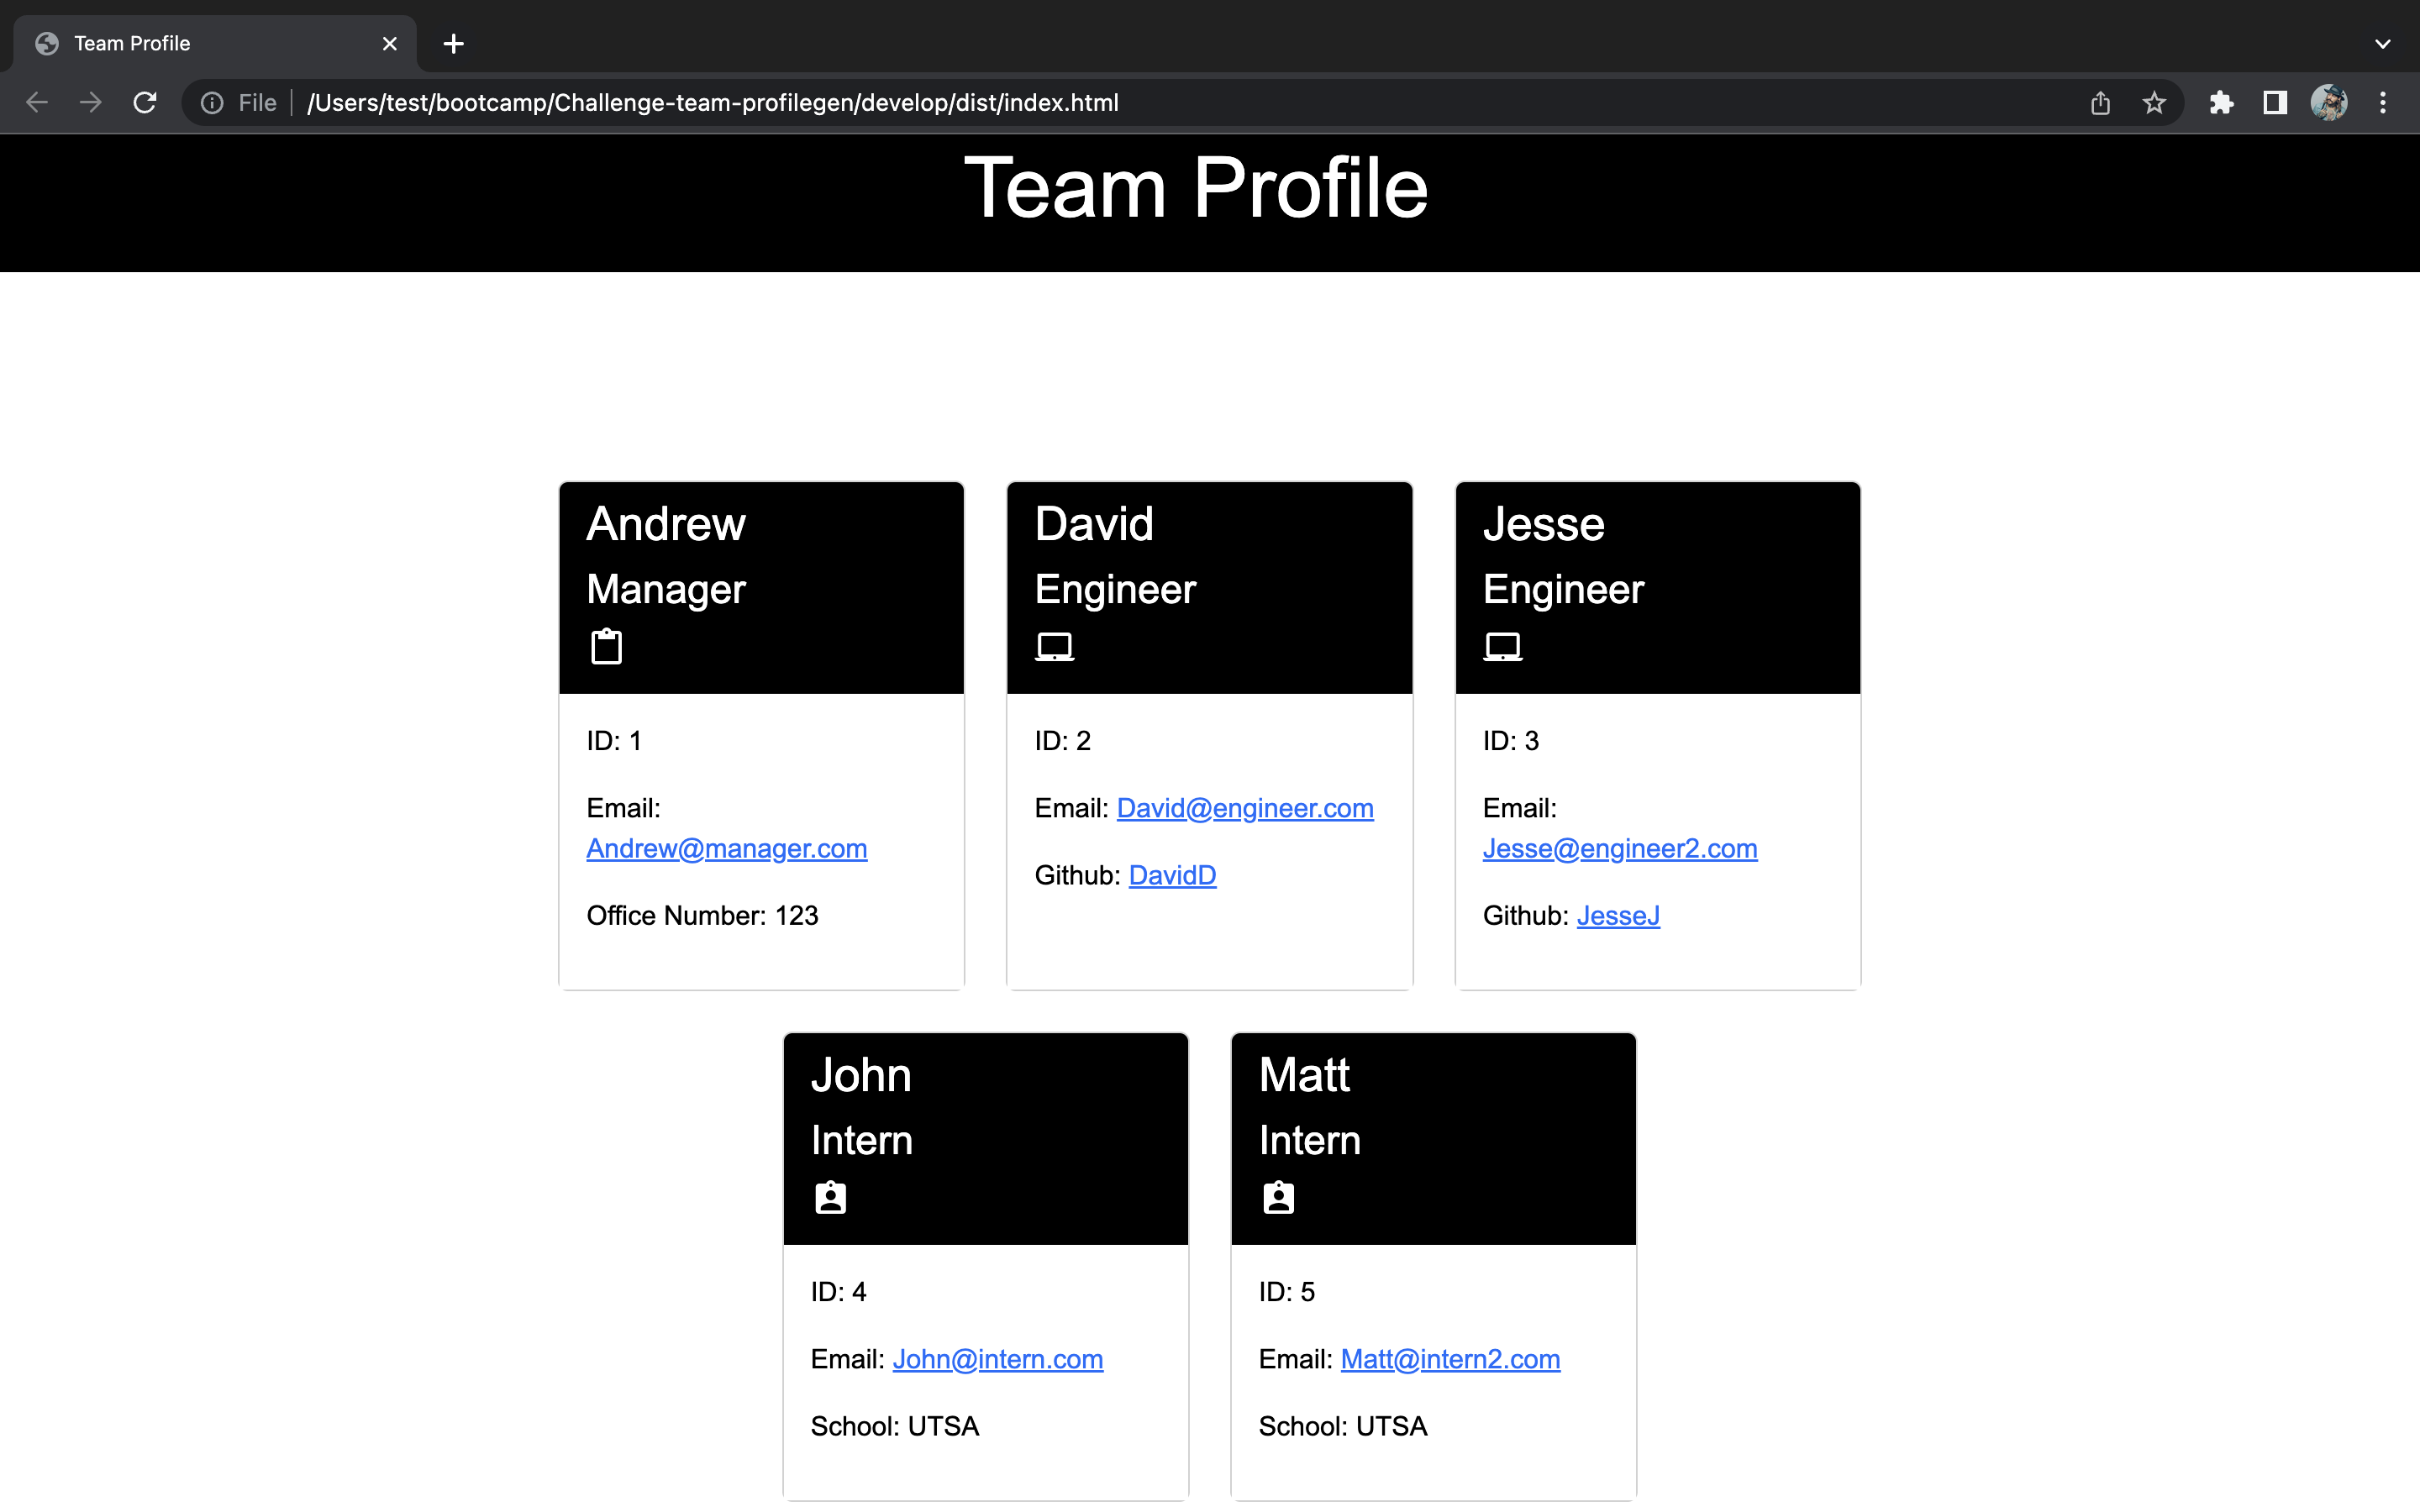 Team Profile
File /Users/test/bootcamp/Challenge-team-profilegen/develop/dist/index.html
Team Profile
Andrew
Manager
ID: 1
Email:
Andrew@manager.com
Office Number: 123
David
Engineer
ID: 2
Email: David@engineer.com
Github: DavidD
Jesse
Engineer
ID: 3
Email:
Jesse@engineer2.com
Github: JesseJ
John
Intern
ID: 4
Email: John@intern.com
School: UTSA
Matt
Intern
ID: 5
Email: Matt@intern2.com
School: UTSA